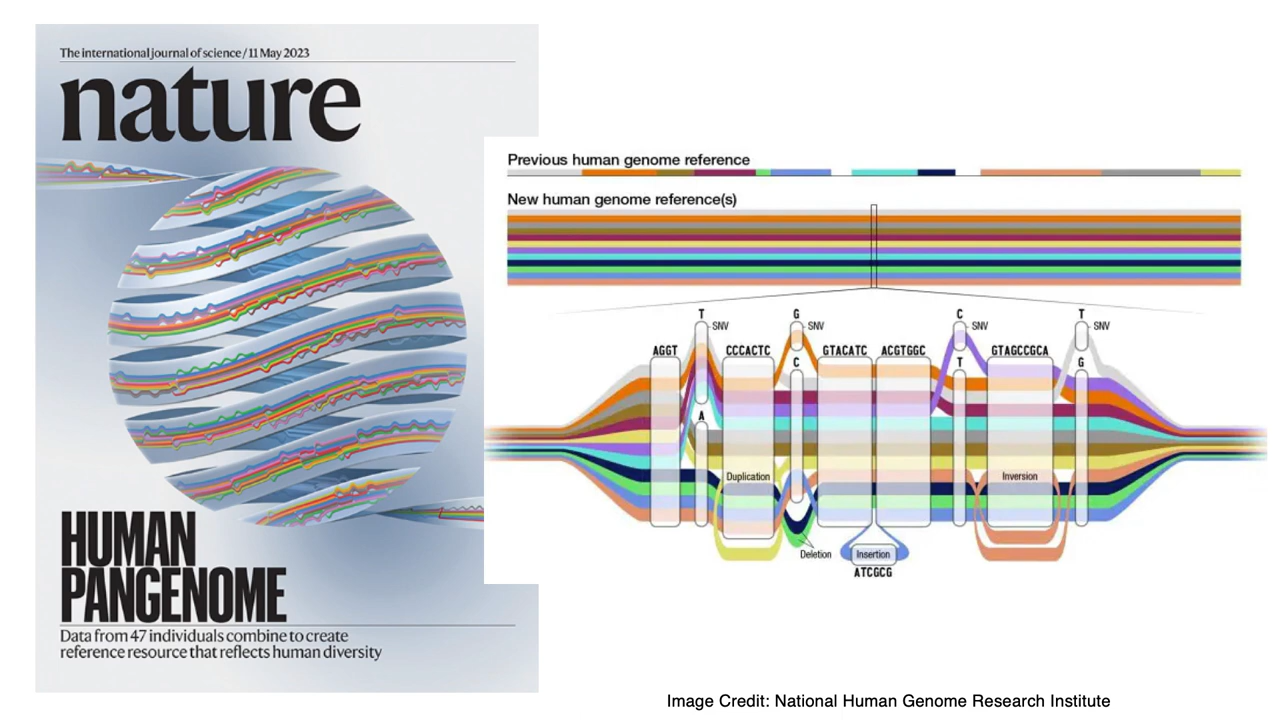 The international journal of science / 11 May 2023
nature
HUMAN
PANGENOME
Data from 47 individuals combine to create
reference resource that reflects human diversity
Previous human genome reference
New human genome reference(s)
T
SNV
G
SNV
C
SNV
T
SNV
AGGT
CCCACTC
C
GTACATC
ACGTGGC
T
GTAGCCGCA
G
A
Duplication
Inversion
Deletion
Insertion
ATCGCG
Image Credit: National Human Genome Research Institute